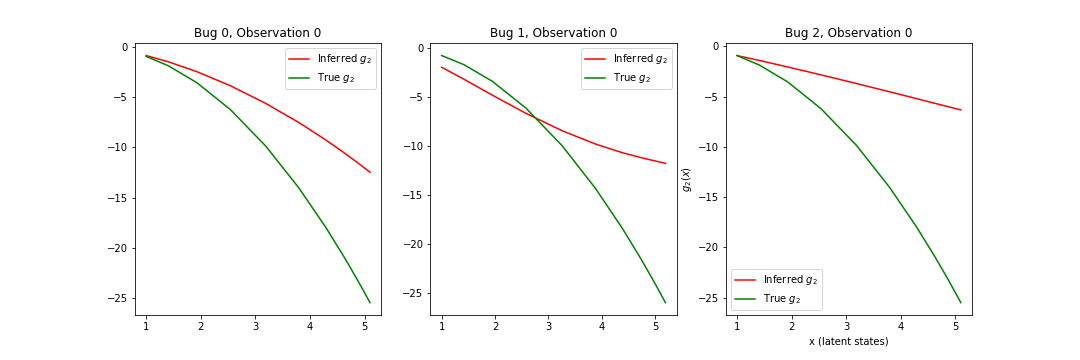 Bug 0, Observation 0
0
−5
−10
−15
−20
−25
1 2 3 4 5
Inferred g₂
True g₂
Bug 1, Observation 0
0
−5
−10
−15
−20
−25
1 2 3 4 5
Inferred g₂
True g₂
Bug 2, Observation 0
g₂(x)
0
−5
−10
−15
−20
−25
1 2 3 4 5
x (latent states)
Inferred g₂
True g₂